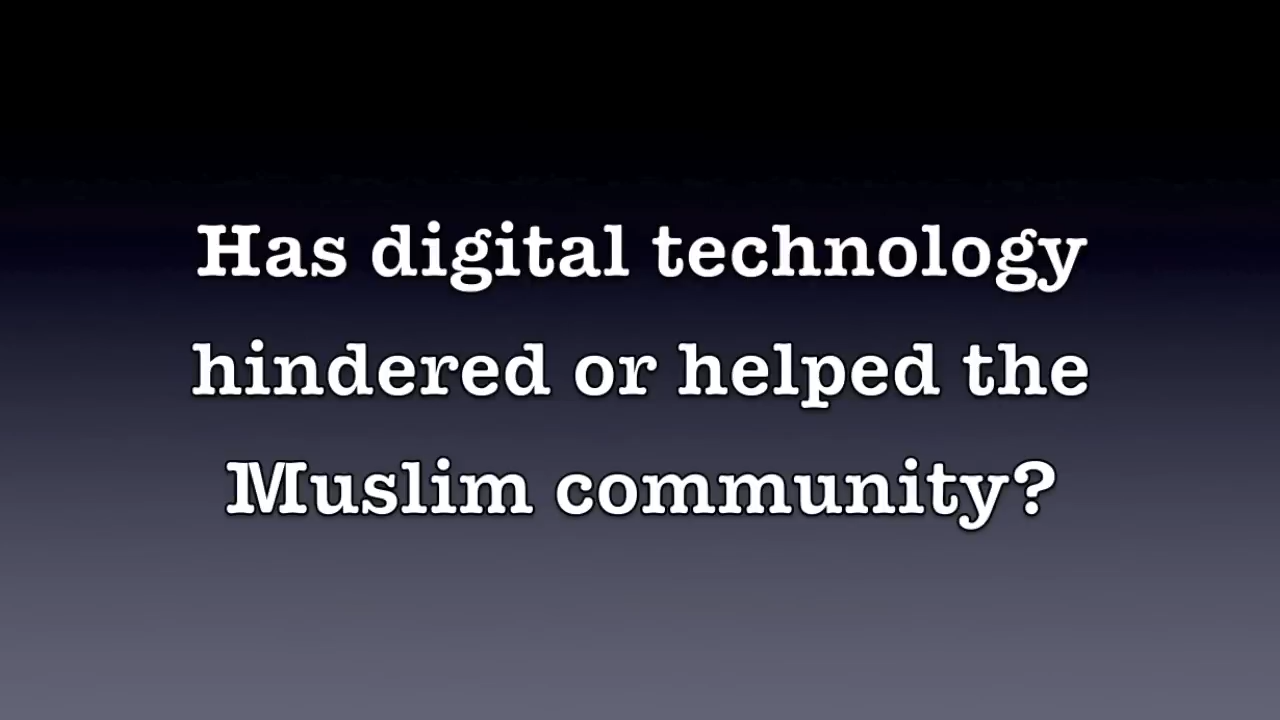 Has digital technology
hindered or helped the
Muslim community?